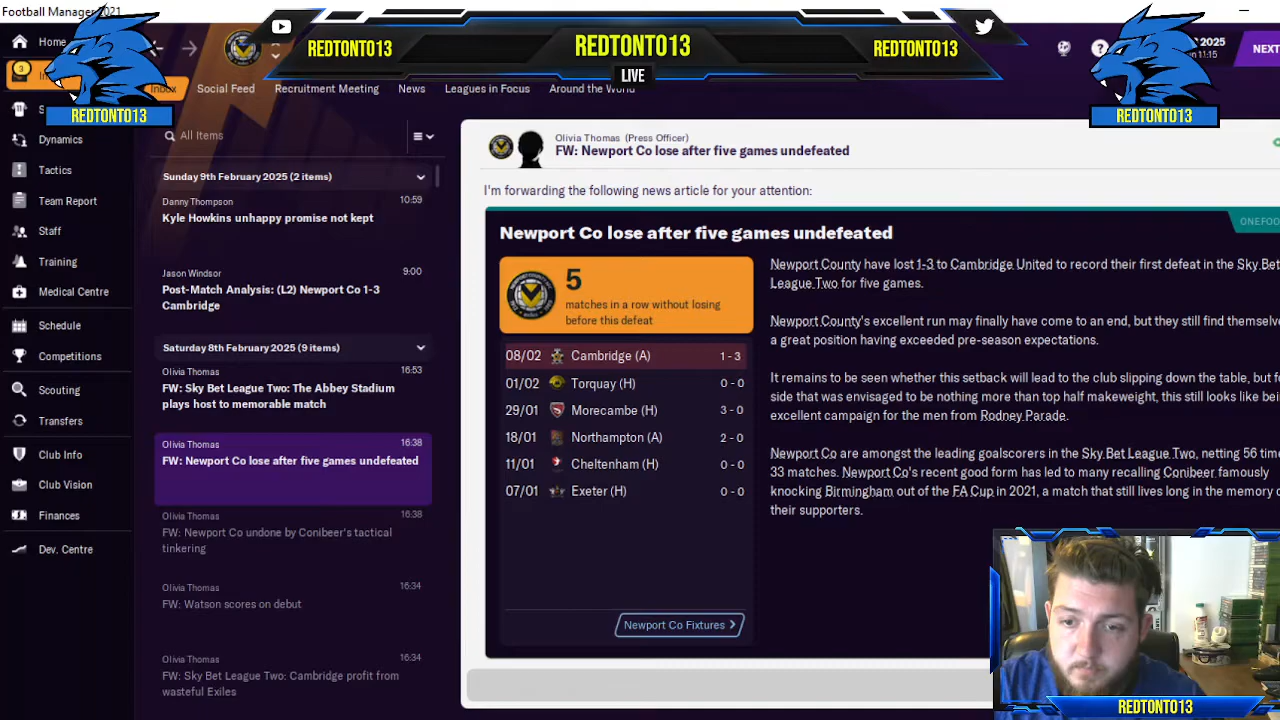 Football Manager 2021
REDTONTO13
REDTONTO13
REDTONTO13
LIVE
REDTONTO13
REDTONTO13
Home
2025
11:15
NEXT
3
Inbox
Social Feed
Recruitment Meeting
News
Leagues in Focus
Around the World
Dynamics
Tactics
Team Report
Staff
Training
Medical Centre
Schedule
Competitions
Scouting
Transfers
Club Info
Club Vision
Finances
Dev. Centre
All Items
Sunday 9th February 2025 (2 items)
Danny Thompson 10:59
Kyle Howkins unhappy promise not kept
Jason Windsor 9:00
Post-Match Analysis: (L2) Newport Co 1-3
Cambridge
Saturday 8th February 2025 (9 items)
Olivia Thomas 16:53
FW: Sky Bet League Two: The Abbey Stadium
plays host to memorable match
Olivia Thomas 16:38
FW: Newport Co lose after five games undefeated
Olivia Thomas 16:38
FW: Newport Co undone by Conibeer's tactical
tinkering
Olivia Thomas 16:34
FW: Watson scores on debut
Olivia Thomas 16:34
FW: Sky Bet League Two: Cambridge profit from
wasteful Exiles
Olivia Thomas (Press Officer)
FW: Newport Co lose after five games undefeated
I'm forwarding the following news article for your attention:
ONEFOO
Newport Co lose after five games undefeated
5
matches in a row without losing
before this defeat
08/02 Cambridge (A) 1 - 3
01/02 Torquay (H) 0 - 0
29/01 Morecambe (H) 3 - 0
18/01 Northampton (A) 2 - 0
11/01 Cheltenham (H) 0 - 0
07/01 Exeter (H) 0 - 0
Newport Co Fixtures
Newport County have lost 1-3 to Cambridge United to record their first defeat in the Sky Bet
League Two for five games.
Newport County's excellent run may finally have come to an end, but they still find themselve
a great position having exceeded pre-season expectations.
It remains to be seen whether this setback will lead to the club slipping down the table, but fo
side that was envisaged to be nothing more than top half makeweight, this still looks like bein
excellent campaign for the men from Rodney Parade.
Newport Co are amongst the leading goalscorers in the Sky Bet League Two, netting 56 time
33 matches. Newport Co's recent good form has led to many recalling Conibeer famously
knocking Birmingham out of the FA Cup in 2021, a match that still lives long in the memory o
their supporters.
REDTONTO13